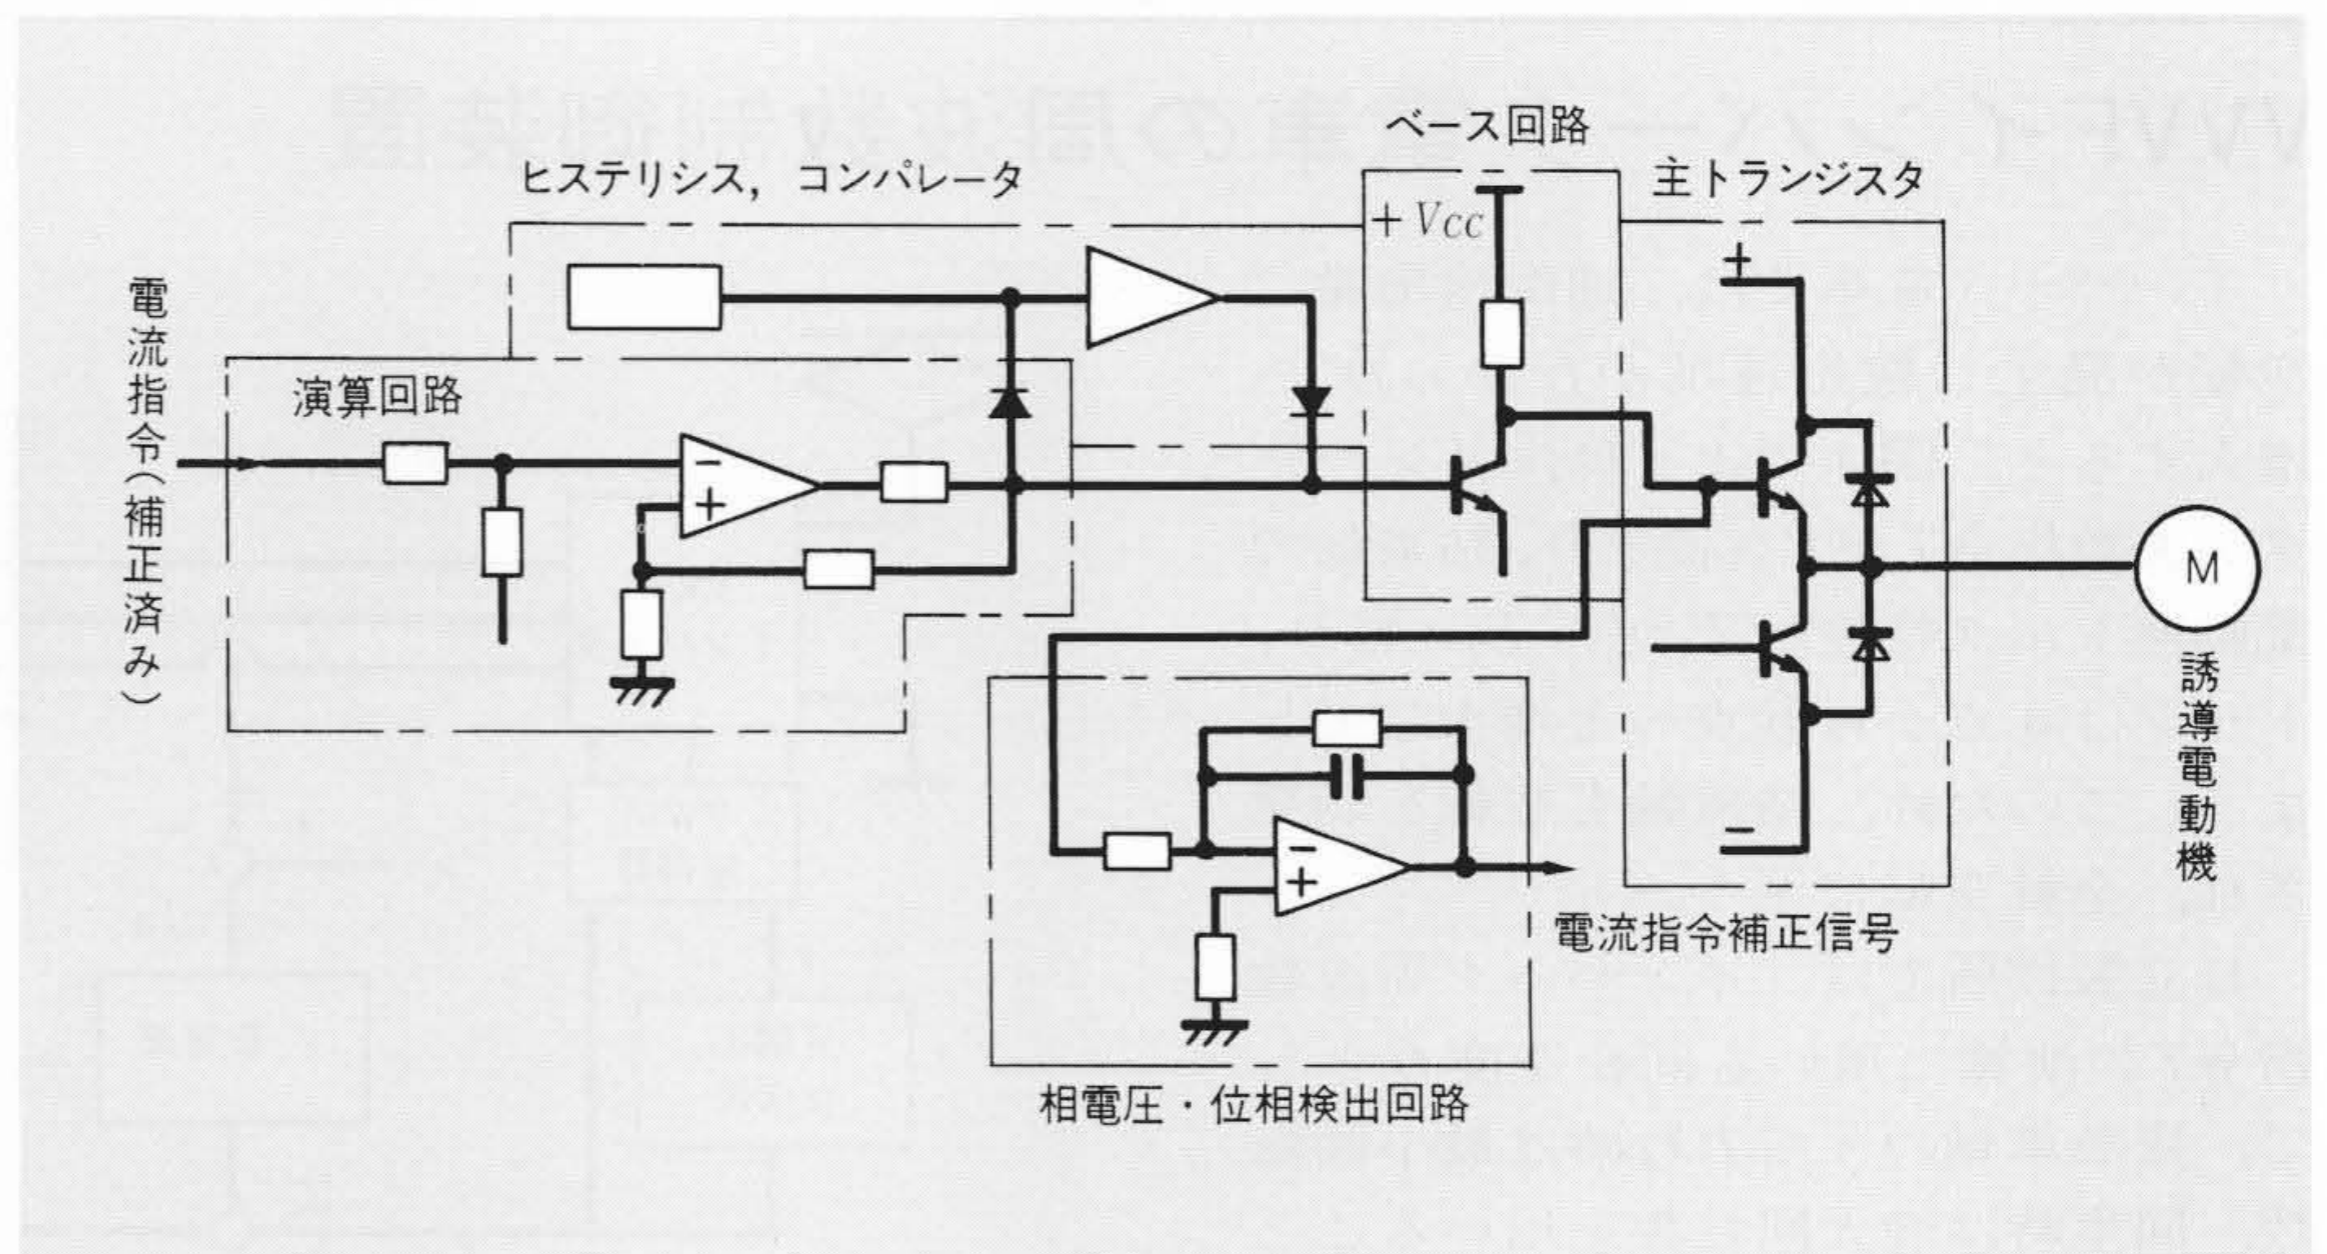 ベース回路
ヒステリシス, コンパレータ
主トランジスタ
+Vcc
+
電流指令(補正済み)
演算回路
−
+
M
誘導電動機
−
−
+
電流指令補正信号
相電圧・位相検出回路